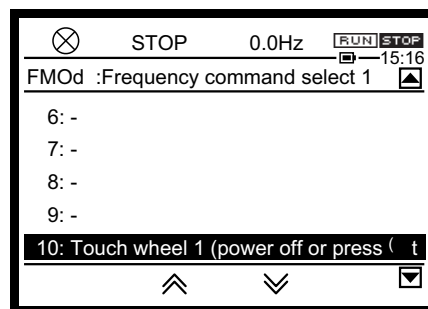 STOP 0.0Hz RUN STOP
15:16
FMOd :Frequency command select 1
6: -
7: -
8: -
9: -
10: Touch wheel 1 (power off or press ( t